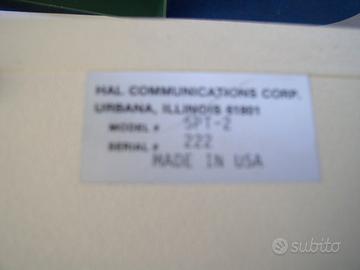 HAL COMMUNICATIONS CORP.
URBANA, ILLINOIS 61801
MODEL # SPT-2
SERIAL # 222
MADE IN USA
subito